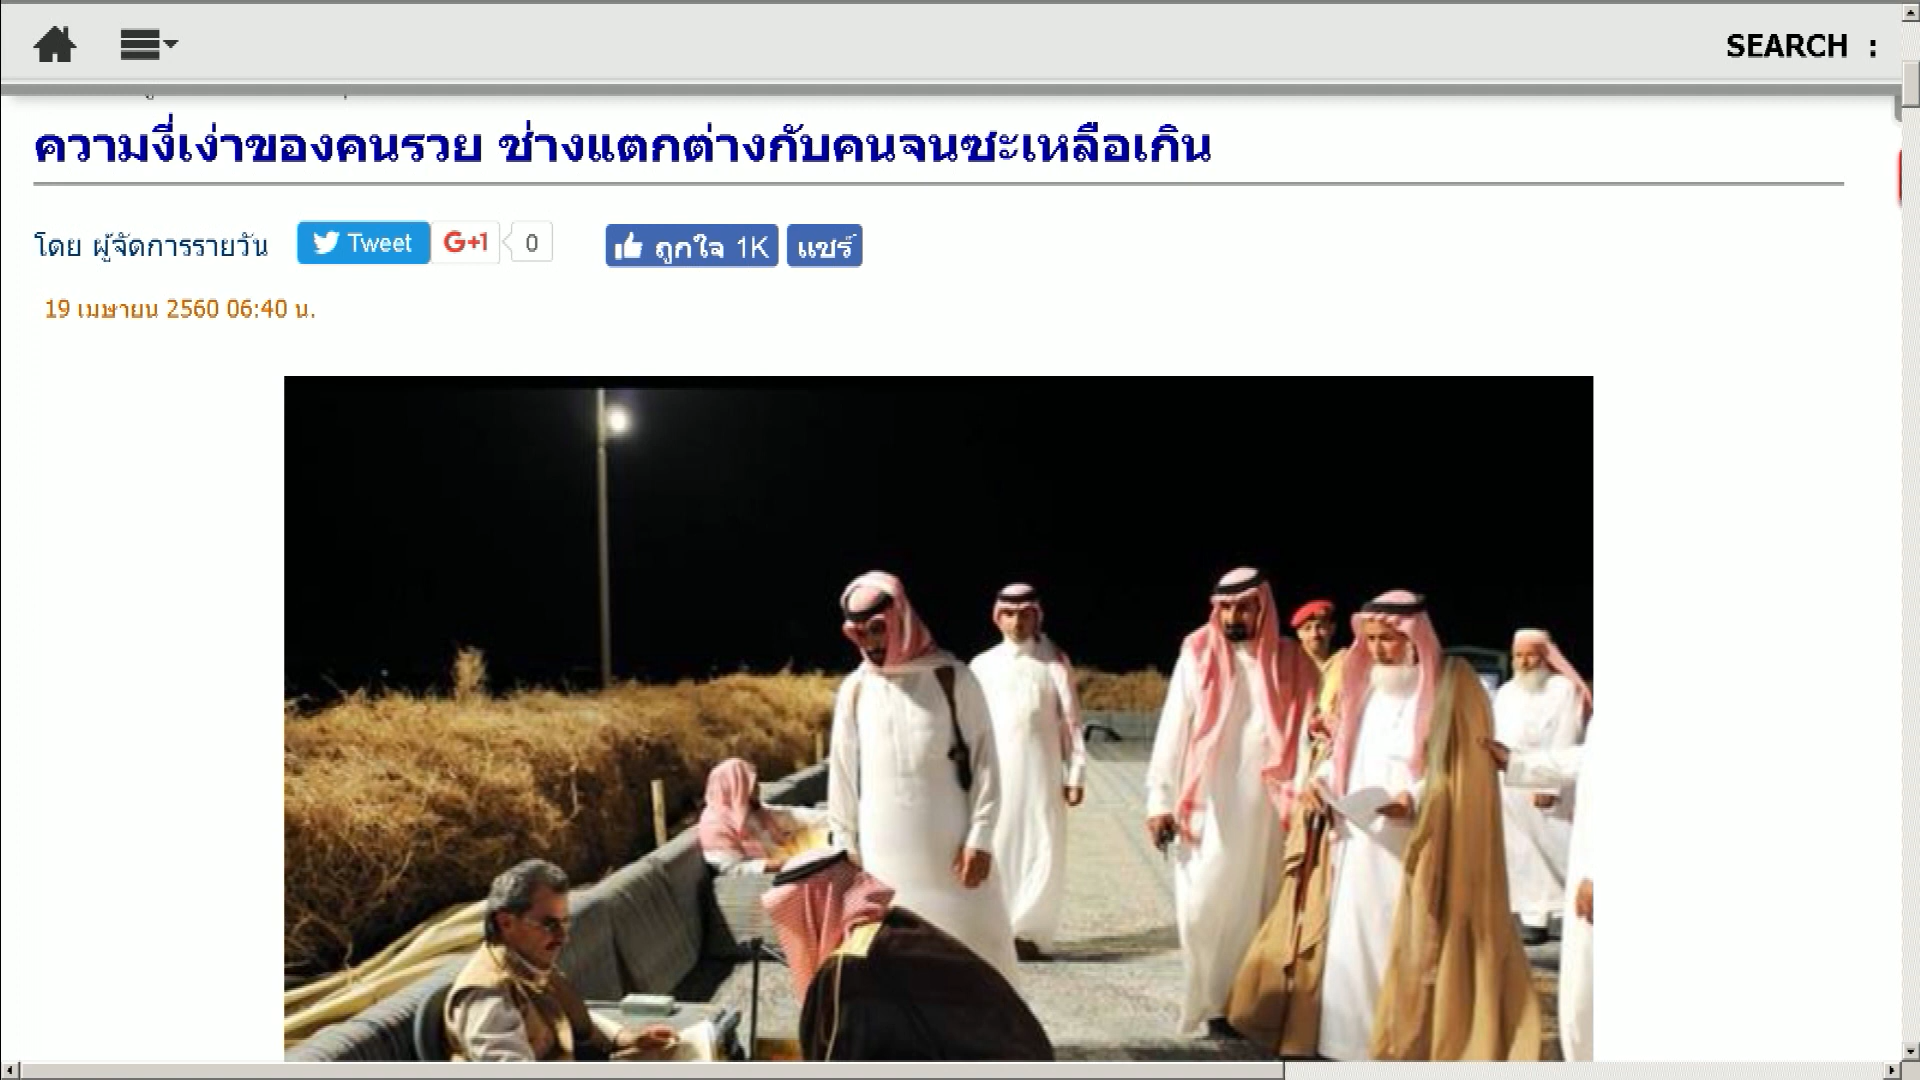 SEARCH :
ความงี่เง่าของคนรวย ช่างแตกต่างกับคนจนซะเหลือเกิน
โดย ผู้จัดการรายวัน Tweet G+1 0 ถูกใจ 1K แชร์
19 เมษายน 2560 06:40 น.